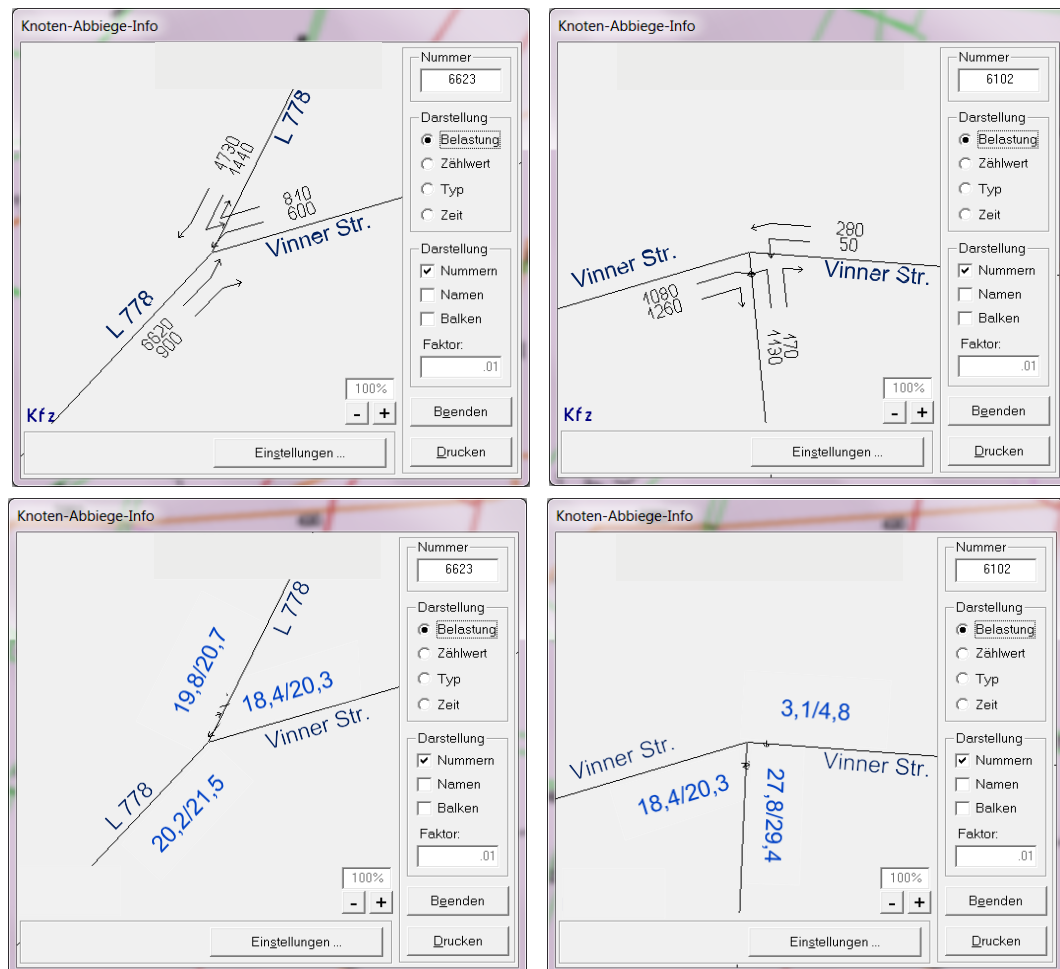 Knoten-Abbiege-Info
Nummer
6623
Darstellung
Belastung
Zählwert
Typ
Zeit
Darstellung
Nummern
Namen
Balken
Faktor:
.01
100%
- +
Beenden
Einstellungen ...
Drucken
L 778
4730
1440
810
600
Vinner Str.
L 778
6620
900
Kfz
Knoten-Abbiege-Info
Nummer
6102
Darstellung
Belastung
Zählwert
Typ
Zeit
Darstellung
Nummern
Namen
Balken
Faktor:
.01
100%
- +
Beenden
Einstellungen ...
Drucken
280
50
Vinner Str.
Vinner Str.
1080
1260
170
1190
Kfz
Knoten-Abbiege-Info
Nummer
6623
Darstellung
Belastung
Zählwert
Typ
Zeit
Darstellung
Nummern
Namen
Balken
Faktor:
.01
100%
- +
Beenden
Einstellungen ...
Drucken
L 778
19,8/20,7
18,4/20,3
Vinner Str.
L 778
20,2/21,5
Knoten-Abbiege-Info
Nummer
6102
Darstellung
Belastung
Zählwert
Typ
Zeit
Darstellung
Nummern
Namen
Balken
Faktor:
.01
100%
- +
Beenden
Einstellungen ...
Drucken
3,1/4,8
Vinner Str.
Vinner Str.
18,4/20,3
27,8/29,4